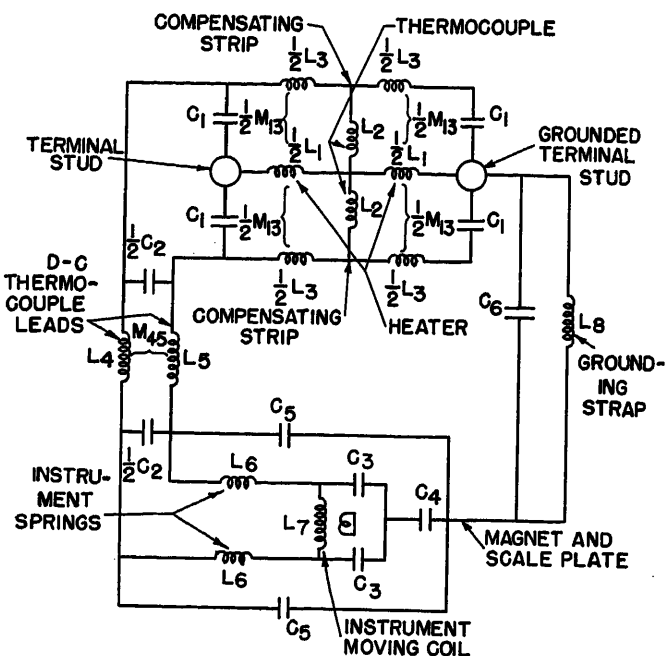 COMPENSATING STRIP
THERMOCOUPLE
½L3
½L3
C1
½M13
½M13
C1
L2
TERMINAL STUD
½L1
½L1
GROUNDED TERMINAL STUD
C1
½M13
L2
½M13
C1
½C2
½L3
½L3
D-C THERMO-COUPLE LEADS
COMPENSATING STRIP
HEATER
C6
L8
M45
L4
L5
GROUND-ING STRAP
C5
½C2
L6
C3
C4
INSTRU-MENT SPRINGS
L7
MAGNET AND SCALE PLATE
L6
C3
C5
INSTRUMENT MOVING COIL